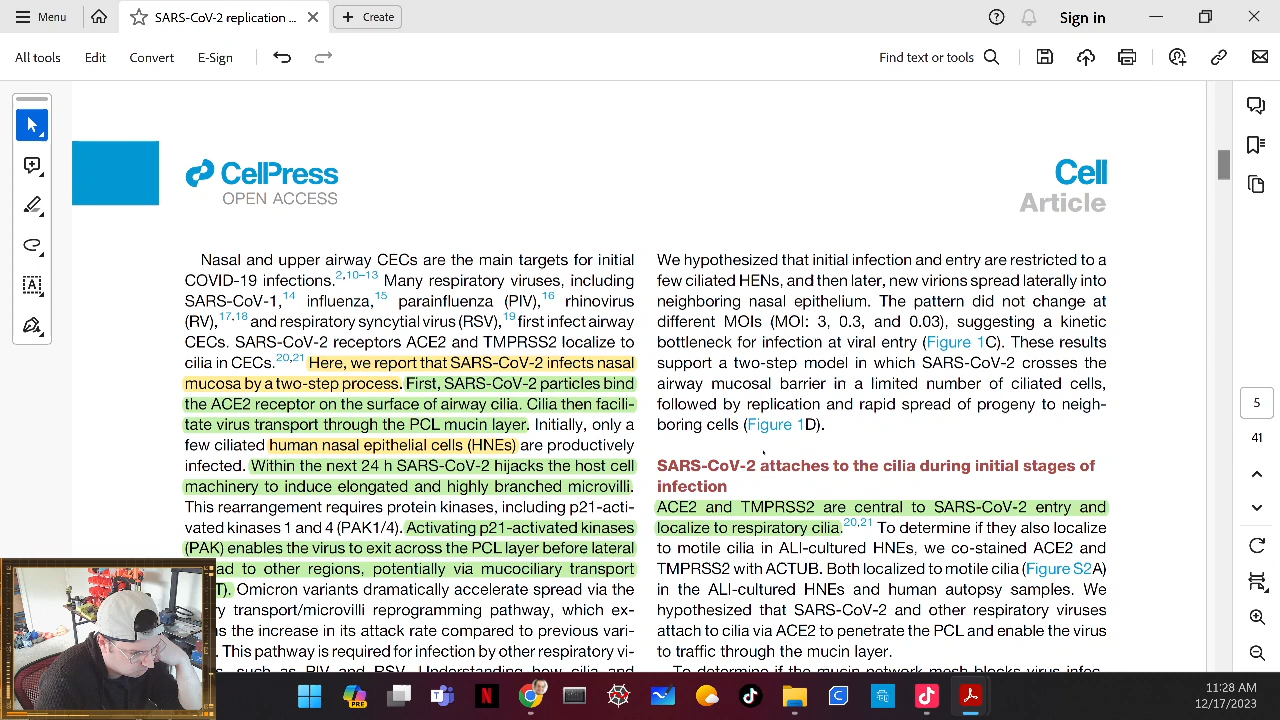 Menu
SARS-CoV-2 replication ...
Create
Sign in
All tools
Edit
Convert
E-Sign
Find text or tools
CellPress
OPEN ACCESS
Cell
Article
Nasal and upper airway CECs are the main targets for initial
COVID-19 infections.2,10–13 Many respiratory viruses, including
SARS-CoV-1,14 influenza,15 parainfluenza (PIV),16 rhinovirus
(RV),17,18 and respiratory syncytial virus (RSV),19 first infect airway
CECs. SARS-CoV-2 receptors ACE2 and TMPRSS2 localize to
cilia in CECs.20,21 Here, we report that SARS-CoV-2 infects nasal
mucosa by a two-step process. First, SARS-CoV-2 particles bind
the ACE2 receptor on the surface of airway cilia. Cilia then facili-
tate virus transport through the PCL mucin layer. Initially, only a
few ciliated human nasal epithelial cells (HNEs) are productively
infected. Within the next 24 h SARS-CoV-2 hijacks the host cell
machinery to induce elongated and highly branched microvilli.
This rearrangement requires protein kinases, including p21-acti-
vated kinases 1 and 4 (PAK1/4). Activating p21-activated kinases
(PAK) enables the virus to exit across the PCL layer before lateral
ad to other regions, potentially via mucociliary transport
T). Omicron variants dramatically accelerate spread via the
y transport/microvilli reprogramming pathway, which ex-
s the increase in its attack rate compared to previous vari-
. This pathway is required for infection by other respiratory vi-
such as PIV and RSV. Understanding how cilia and
We hypothesized that initial infection and entry are restricted to a
few ciliated HENs, and then later, new virions spread laterally into
neighboring nasal epithelium. The pattern did not change at
different MOIs (MOI: 3, 0.3, and 0.03), suggesting a kinetic
bottleneck for infection at viral entry (Figure 1C). These results
support a two-step model in which SARS-CoV-2 crosses the
airway mucosal barrier in a limited number of ciliated cells,
followed by replication and rapid spread of progeny to neigh-
boring cells (Figure 1D).
SARS-CoV-2 attaches to the cilia during initial stages of
infection
ACE2 and TMPRSS2 are central to SARS-CoV-2 entry and
localize to respiratory cilia.20,21 To determine if they also localize
to motile cilia in ALI-cultured HNEs, we co-stained ACE2 and
TMPRSS2 with ACTUB. Both localized to motile cilia (Figure S2A)
in the ALI-cultured HNEs and human autopsy samples. We
hypothesized that SARS-CoV-2 and other respiratory viruses
attach to cilia via ACE2 to penetrate the PCL and enable the virus
to traffic through the mucin layer.
To determine if the mucin network mesh blocks virus infec-
5
41
PRE
11:28 AM
12/17/2023